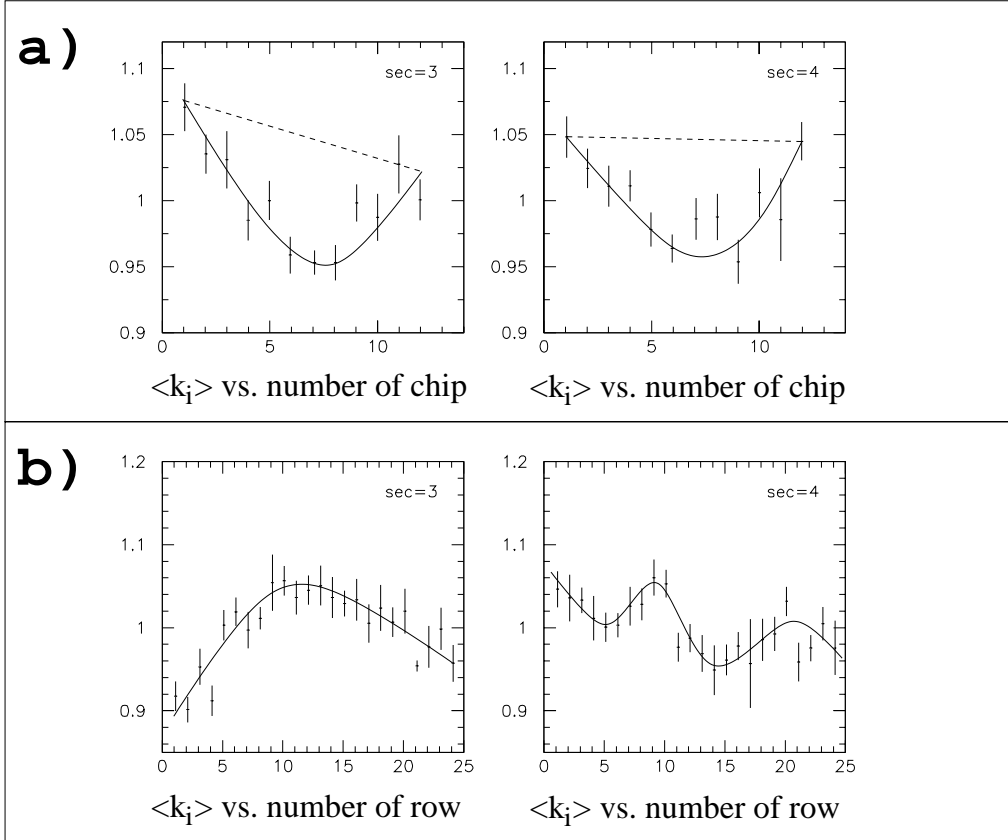 a)
sec=3
1.1
1.05
1
0.95
0.9
0 5 10
<ki> vs. number of chip
sec=4
1.1
1.05
1
0.95
0.9
0 5 10
<ki> vs. number of chip
b)
sec=3
1.2
1.1
1
0.9
0 5 10 15 20 25
<ki> vs. number of row
sec=4
1.2
1.1
1
0.9
0 5 10 15 20 25
<ki> vs. number of row